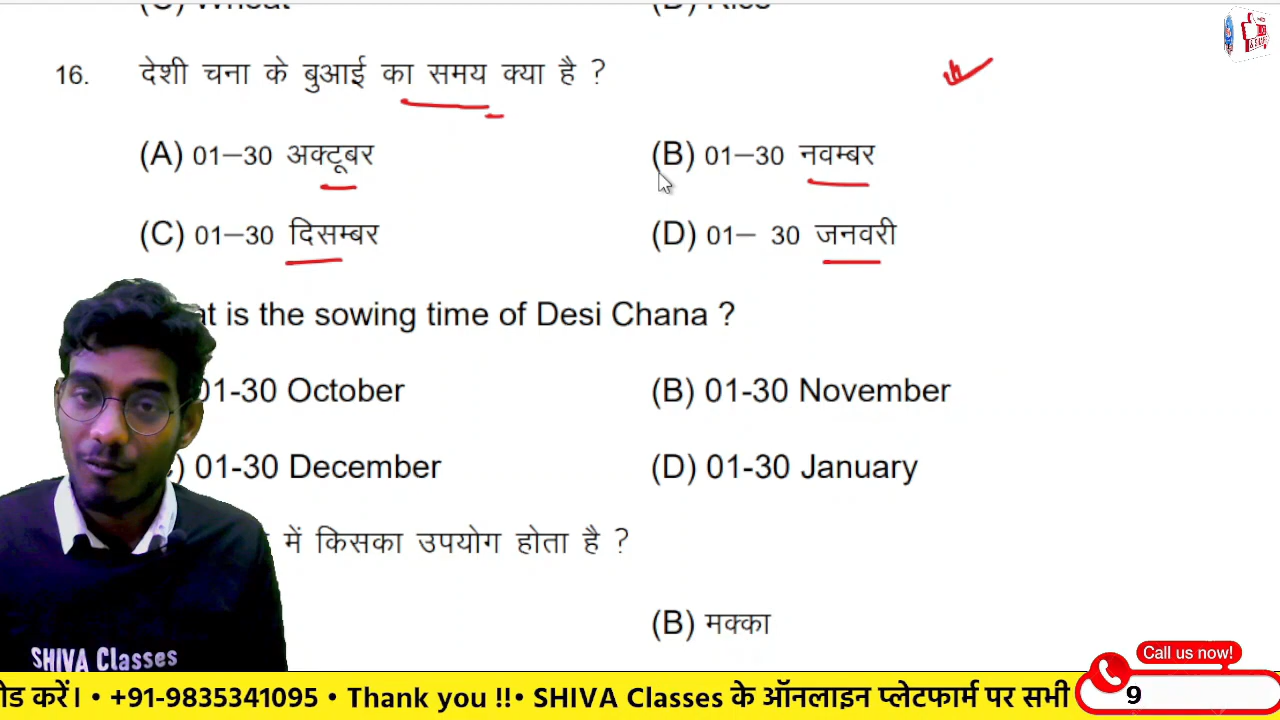 (C) Wheat (D) Rice
16. देशी चना के बुआई का समय क्या है ?
(A) 01–30 अक्टूबर (B) 01–30 नवम्बर
(C) 01–30 दिसम्बर (D) 01– 30 जनवरी
is the sowing time of Desi Chana ?
01-30 October (B) 01-30 November
01-30 December (D) 01-30 January
में किसका उपयोग होता है ?
(B) मक्का
SHIVA Classes
Call us now!
करें। • +91-9835341095 • Thank you !!• SHIVA Classes के ऑनलाइन प्लेटफार्म पर सभी
9